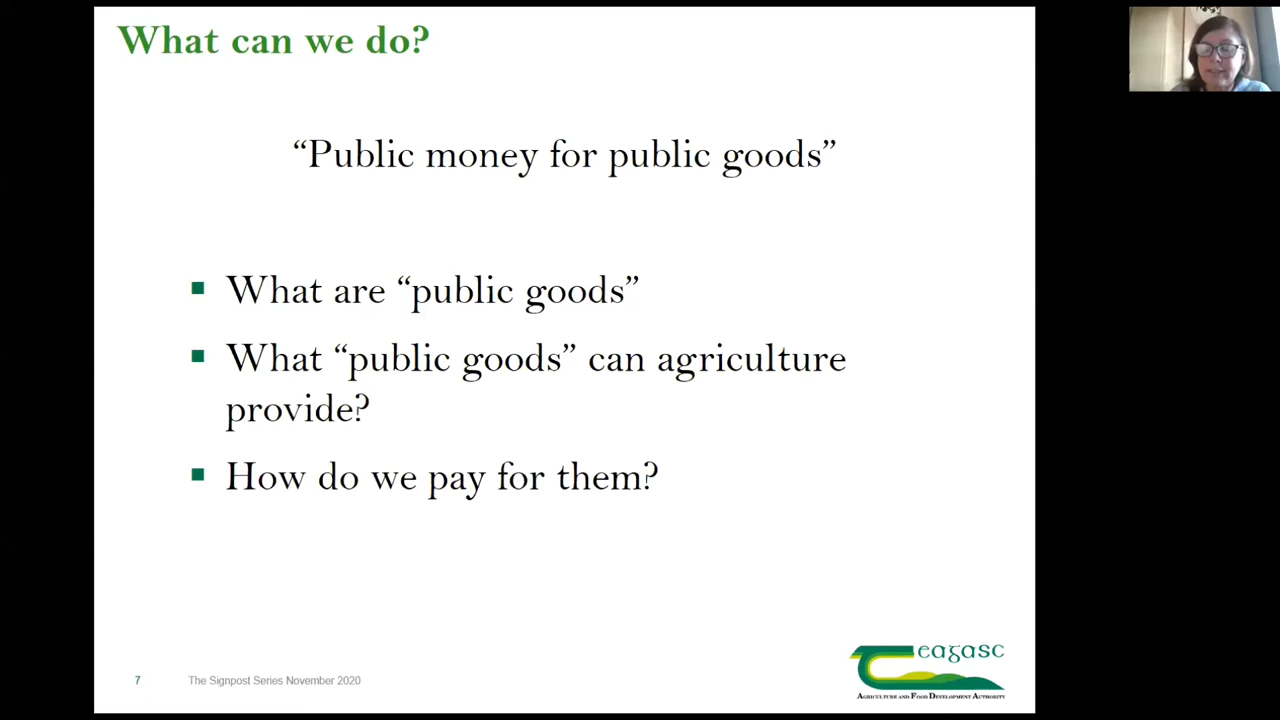 What can we do?
“Public money for public goods”
What are “public goods”
What “public goods” can agriculture
provide?
How do we pay for them?
eagasc
AGRICULTURE AND FOOD DEVELOPMENT AUTHORITY
7 The Signpost Series November 2020